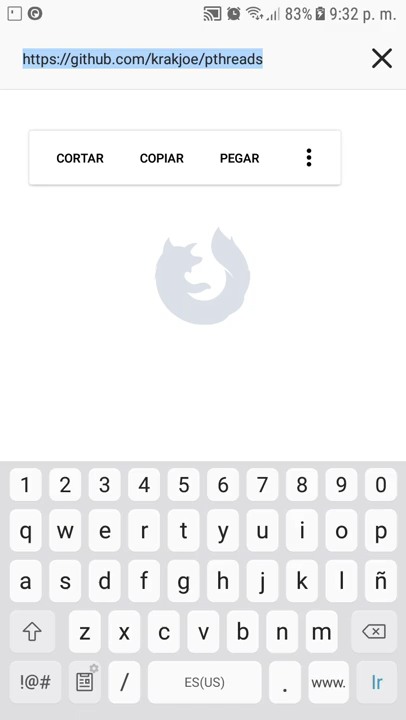 83% 9:32 p. m.
https://github.com/krakjoe/pthreads
CORTAR COPIAR PEGAR
1 2 3 4 5 6 7 8 9 0
q w e r t y u i o p
a s d f g h j k l ñ
z x c v b n m
!@# / ES(US) . www. Ir